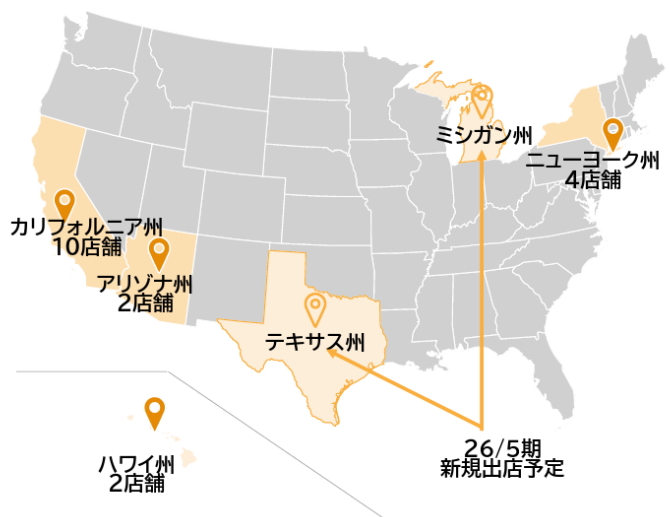 ミシガン州
ニューヨーク州
4店舗
カリフォルニア州
10店舗
アリゾナ州
2店舗
テキサス州
26/5期
新規出店予定
ハワイ州
2店舗